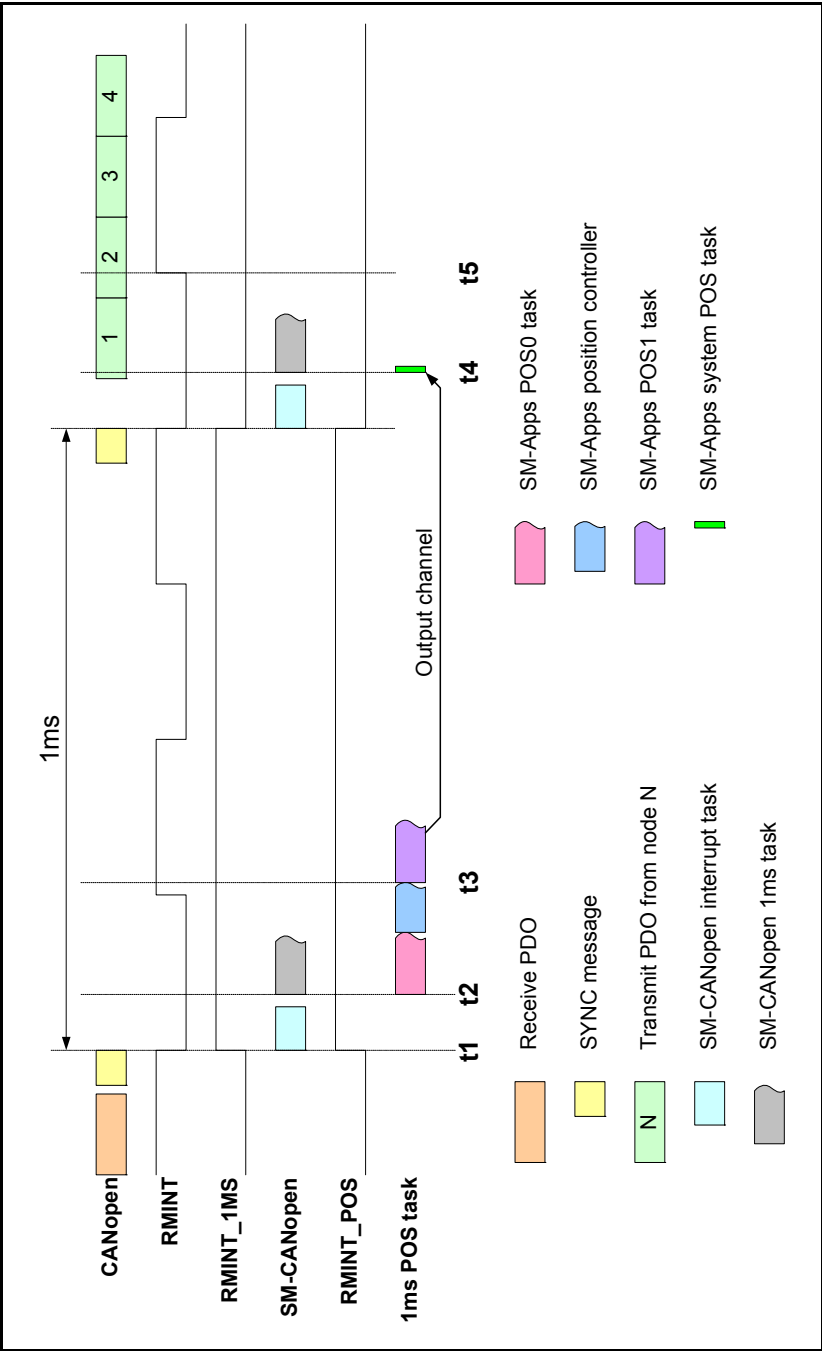 1ms
CANopen
1
2
3
4
RMINT
RMINT_1MS
SM-CANopen
RMINT_POS
1ms POS task
Output channel
t1
t2
t3
t4
t5
Receive PDO
SYNC message
N
Transmit PDO from node N
SM-CANopen interrupt task
SM-CANopen 1ms task
SM-Apps POS0 task
SM-Apps position controller
SM-Apps POS1 task
SM-Apps system POS task